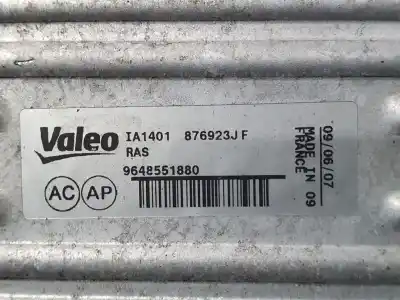 Valeo IA1401 876923J F
RAS
9648551880
AC AP
09/06/07
MADE IN 09
FRANCE